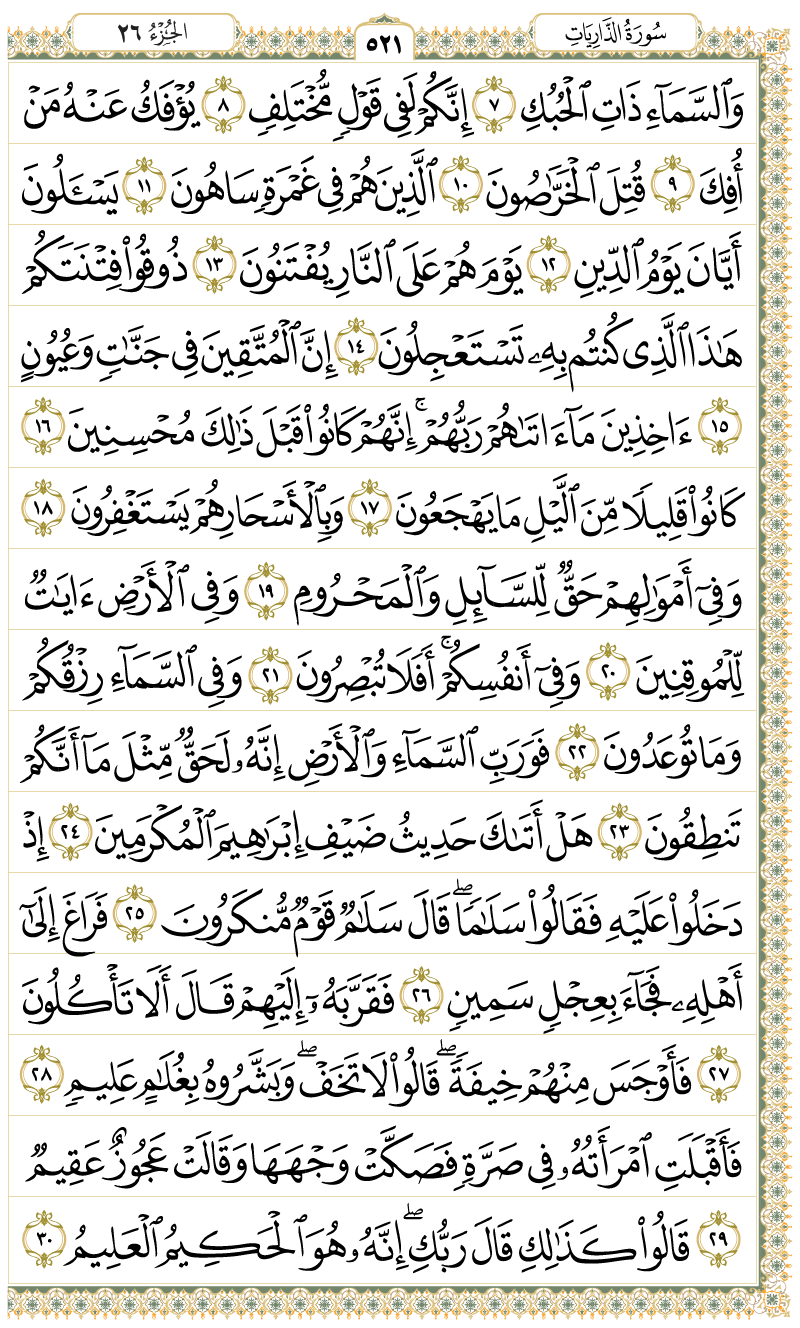 سُورَةُ الذَّارِيَاتِ ٥٢١ الجُزْءُ ٢٦
وَٱلسَّمَآءِ ذَاتِ ٱلۡحُبُكِ ٧ إِنَّكُمۡ لَفِي قَوۡلٖ مُّخۡتَلِفٖ ٨ يُؤۡفَكُ عَنۡهُ مَنۡ
أُفِكَ ٩ قُتِلَ ٱلۡخَرَّٰصُونَ ١٠ ٱلَّذِينَ هُمۡ فِي غَمۡرَةٖ سَاهُونَ ١١ يَسۡـَٔلُونَ
أَيَّانَ يَوۡمُ ٱلدِّينِ ١٢ يَوۡمَ هُمۡ عَلَى ٱلنَّارِ يُفۡتَنُونَ ١٣ ذُوقُواْ فِتۡنَتَكُمۡ
هَٰذَا ٱلَّذِي كُنتُم بِهِۦ تَسۡتَعۡجِلُونَ ١٤ إِنَّ ٱلۡمُتَّقِينَ فِي جَنَّٰتٖ وَعُيُونٍ
١٥ ءَاخِذِينَ مَآ ءَاتَىٰهُمۡ رَبُّهُمۡۚ إِنَّهُمۡ كَانُواْ قَبۡلَ ذَٰلِكَ مُحۡسِنِينَ ١٦
كَانُواْ قَلِيلٗا مِّنَ ٱلَّيۡلِ مَا يَهۡجَعُونَ ١٧ وَبِٱلۡأَسۡحَارِ هُمۡ يَسۡتَغۡفِرُونَ ١٨
وَفِيٓ أَمۡوَٰلِهِمۡ حَقّٞ لِّلسَّآئِلِ وَٱلۡمَحۡرُومِ ١٩ وَفِي ٱلۡأَرۡضِ ءَايَٰتٞ
لِّلۡمُوقِنِينَ ٢٠ وَفِيٓ أَنفُسِكُمۡۚ أَفَلَا تُبۡصِرُونَ ٢١ وَفِي ٱلسَّمَآءِ رِزۡقُكُمۡ
وَمَا تُوعَدُونَ ٢٢ فَوَرَبِّ ٱلسَّمَآءِ وَٱلۡأَرۡضِ إِنَّهُۥ لَحَقّٞ مِّثۡلَ مَآ أَنَّكُمۡ
تَنطِقُونَ ٢٣ هَلۡ أَتَىٰكَ حَدِيثُ ضَيۡفِ إِبۡرَٰهِيمَ ٱلۡمُكۡرَمِينَ ٢٤ إِذۡ
دَخَلُواْ عَلَيۡهِ فَقَالُواْ سَلَٰمٗاۖ قَالَ سَلَٰمٞ قَوۡمٞ مُّنكَرُونَ ٢٥ فَرَاغَ إِلَىٰٓ
أَهۡلِهِۦ فَجَآءَ بِعِجۡلٖ سَمِينٖ ٢٦ فَقَرَّبَهُۥٓ إِلَيۡهِمۡ قَالَ أَلَا تَأۡكُلُونَ
٢٧ فَأَوۡجَسَ مِنۡهُمۡ خِيفَةٗۖ قَالُواْ لَا تَخَفۡۖ وَبَشَّرُوهُ بِغُلَٰمٍ عَلِيمٖ ٢٨
فَأَقۡبَلَتِ ٱمۡرَأَتُهُۥ فِي صَرَّةٖ فَصَكَّتۡ وَجۡهَهَا وَقَالَتۡ عَجُوزٌ عَقِيمٞ
٢٩ قَالُواْ كَذَٰلِكِ قَالَ رَبُّكِۖ إِنَّهُۥ هُوَ ٱلۡحَكِيمُ ٱلۡعَلِيمُ ٣٠